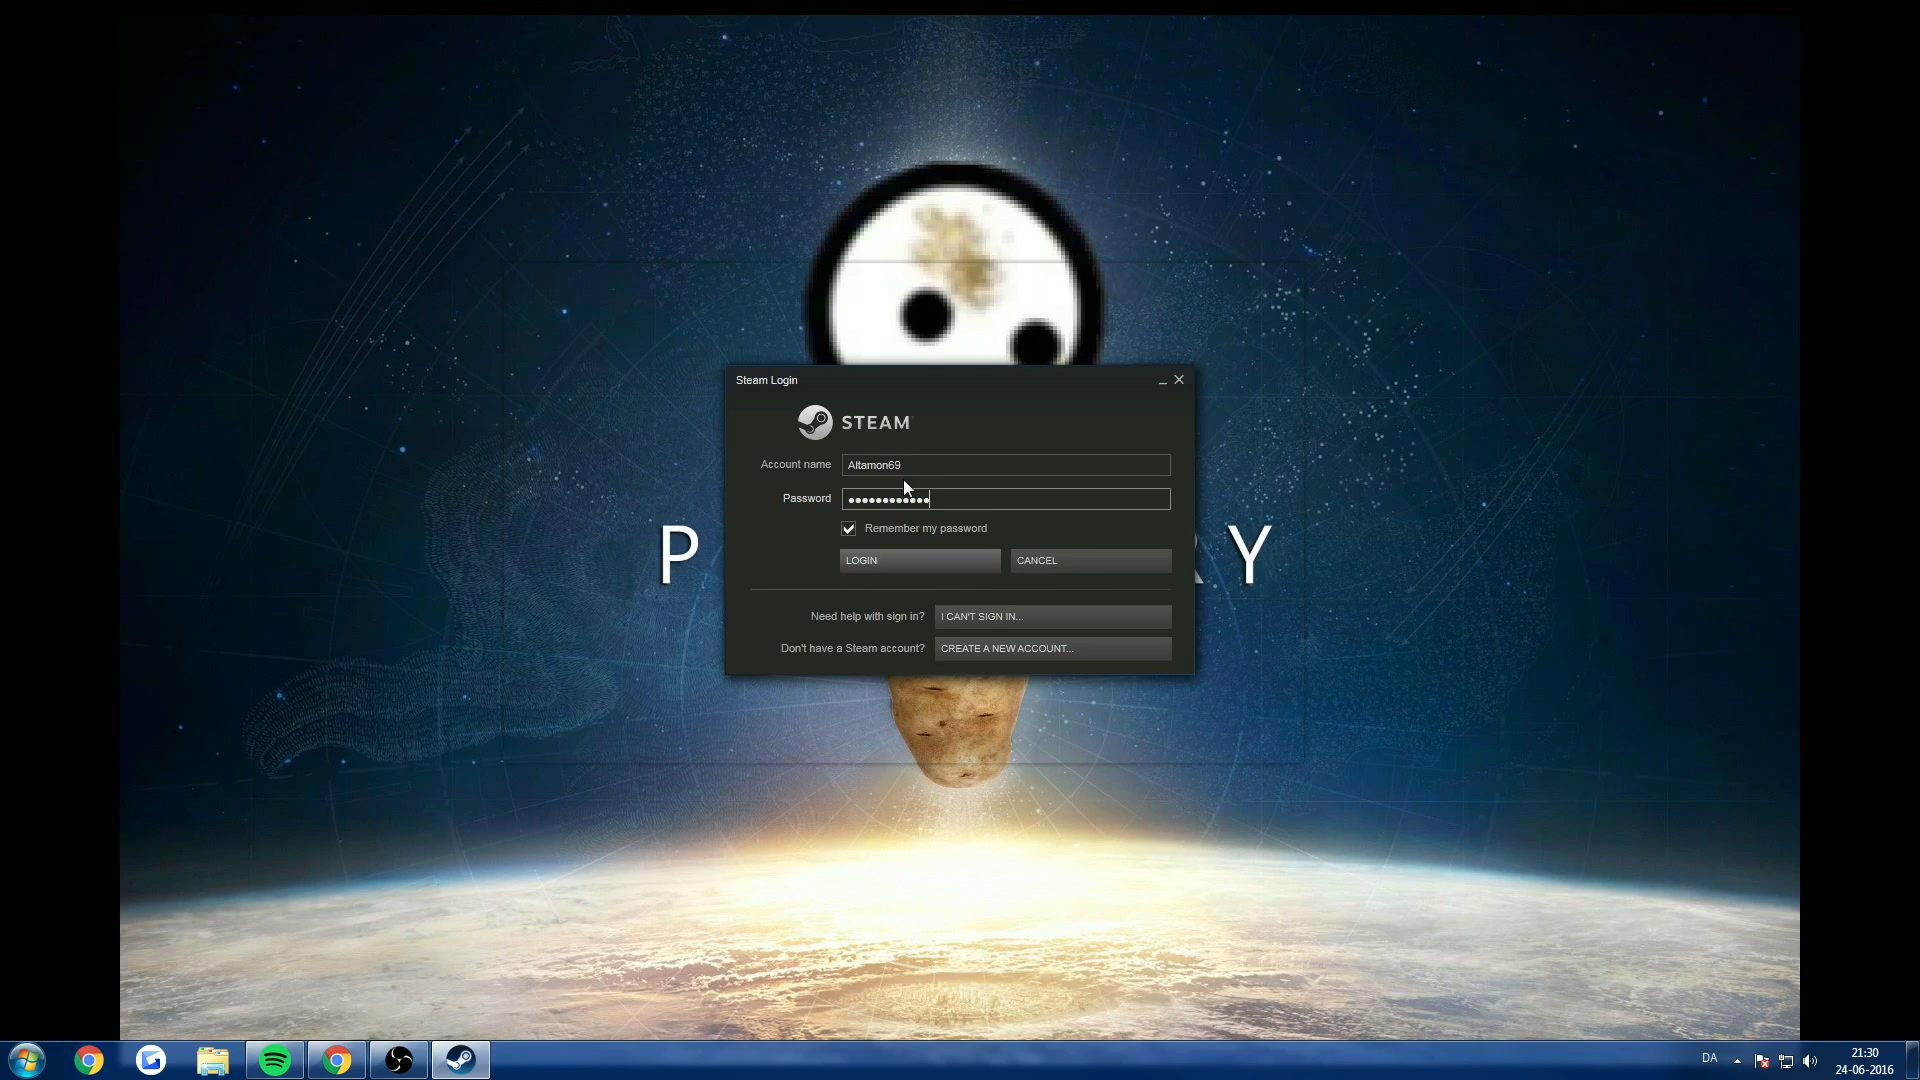 Steam Login
STEAM
Account name
Altamon69
Password
••••••••••••
Remember my password
LOGIN
CANCEL
P
RY
Need help with sign in?
I CAN'T SIGN IN...
Don't have a Steam account?
CREATE A NEW ACCOUNT...
DA
21:30
24-06-2016